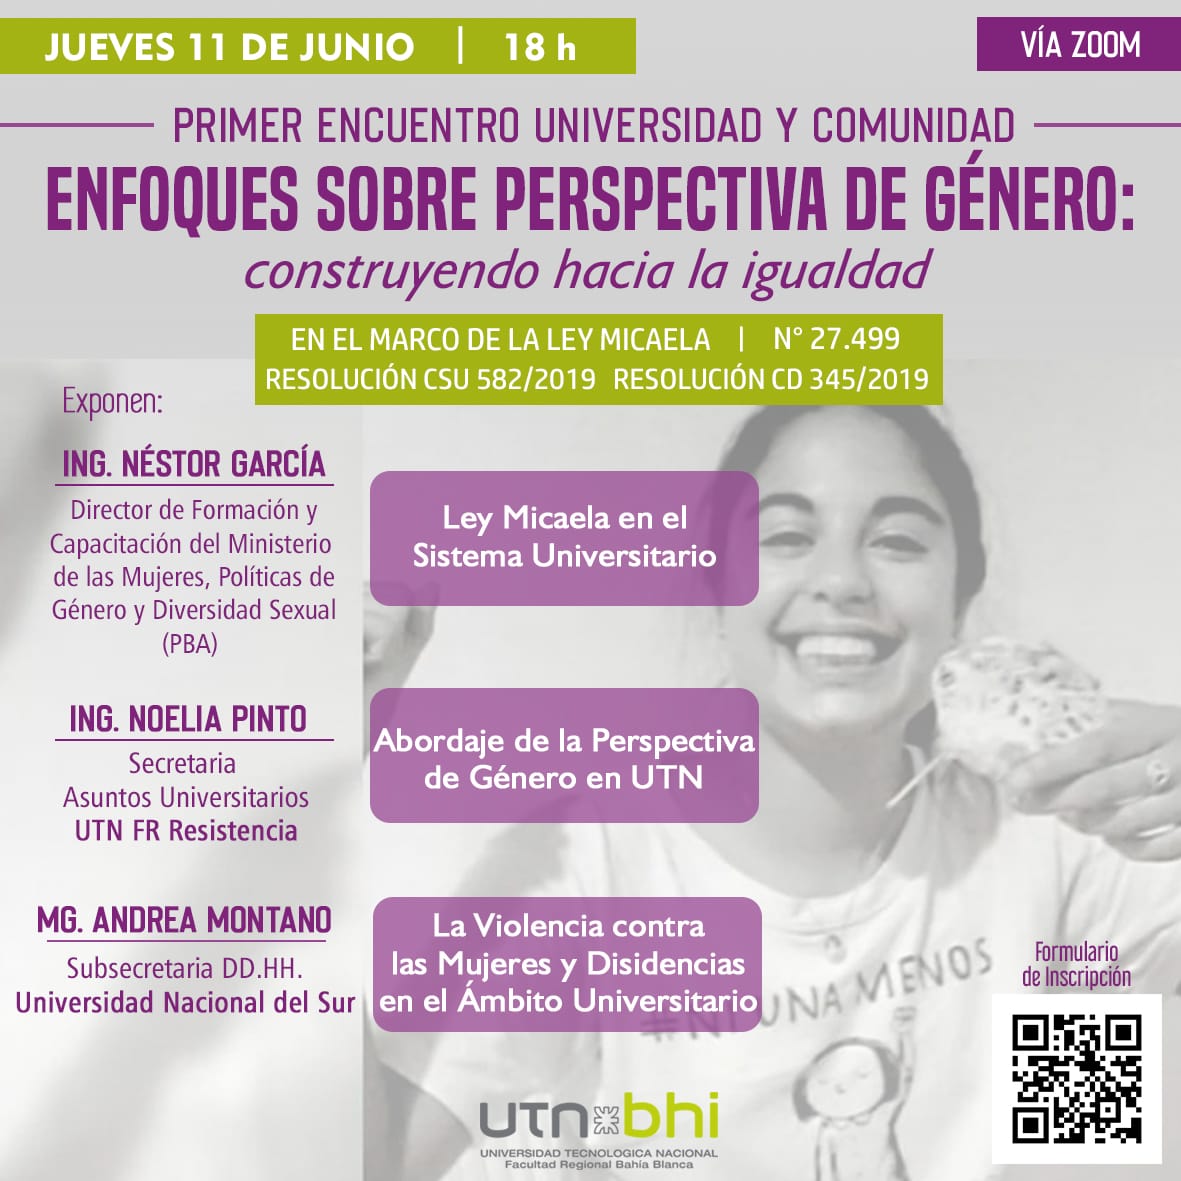 JUEVES 11 DE JUNIO | 18 h
VÍA ZOOM
PRIMER ENCUENTRO UNIVERSIDAD Y COMUNIDAD
ENFOQUES SOBRE PERSPECTIVA DE GÉNERO:
construyendo hacia la igualdad
EN EL MARCO DE LA LEY MICAELA | N° 27.499
RESOLUCIÓN CSU 582/2019 RESOLUCIÓN CD 345/2019
Exponen:
ING. NÉSTOR GARCÍA
Director de Formación y
Capacitación del Ministerio
de las Mujeres, Políticas de
Género y Diversidad Sexual
(PBA)
Ley Micaela en el
Sistema Universitario
ING. NOELIA PINTO
Secretaria
Asuntos Universitarios
UTN FR Resistencia
Abordaje de la Perspectiva
de Género en UTN
MG. ANDREA MONTANO
Subsecretaria DD.HH.
Universidad Nacional del Sur
La Violencia contra
las Mujeres y Disidencias
en el Ámbito Universitario
#NI UNA MENOS
Formulario
de Inscripción
UTN bhi
UNIVERSIDAD TECNOLOGICA NACIONAL
Facultad Regional Bahía Blanca